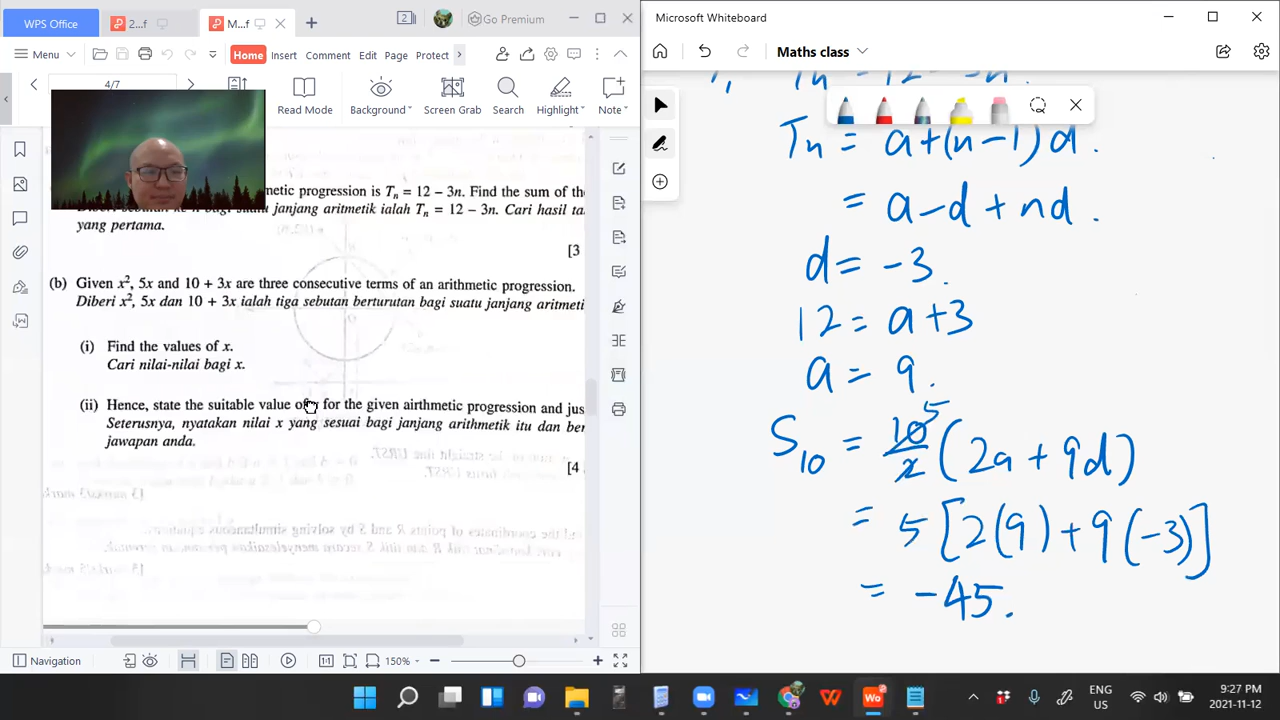 WPS Office
2...f
M...f
Go Premium
Menu
Home
Insert
Comment
Edit
Page
Protect
4/7
Read Mode
Background
Screen Grab
Search
Highlight
Note
metic progression is Tn = 12 − 3n. Find the sum of the
janjang aritmetik ialah Tn = 12 − 3n. Cari hasil ta
yang pertama.
[3
(b) Given x², 5x and 10 + 3x are three consecutive terms of an arithmetic progression.
Diberi x², 5x dan 10 + 3x ialah tiga sebutan berturutan bagi suatu janjang aritmeti
(i) Find the values of x.
Cari nilai-nilai bagi x.
(ii) Hence, state the suitable value of for the given airthmetic progression and jus
Seterusnya, nyatakan nilai x yang sesuai bagi janjang arithmetik itu dan ber
jawapan anda.
[4
Navigation
150%
Microsoft Whiteboard
Maths class
Tn = 12 − 3n.
Tn = a+(n−1)d.
= a−d+nd.
d = −3.
12 = a+3
a = 9.
S10 = 10/2 5 (2a + 9d)
= 5[2(9) + 9(−3)]
= −45.
ENG
US
9:27 PM
2021-11-12